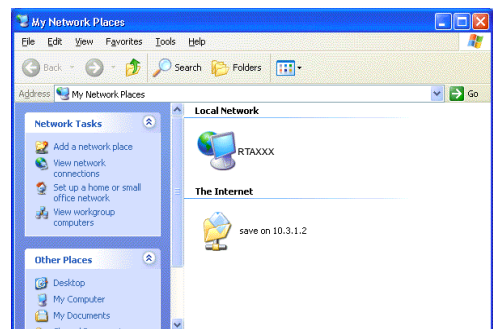 My Network Places
File Edit View Favorites Tools Help
Back Search Folders
Address My Network Places Go
Network Tasks
Add a network place
View network
connections
Set up a home or small
office network
View workgroup
computers
Other Places
Desktop
My Computer
My Documents
Local Network
RTAXXX
The Internet
save on 10.3.1.2